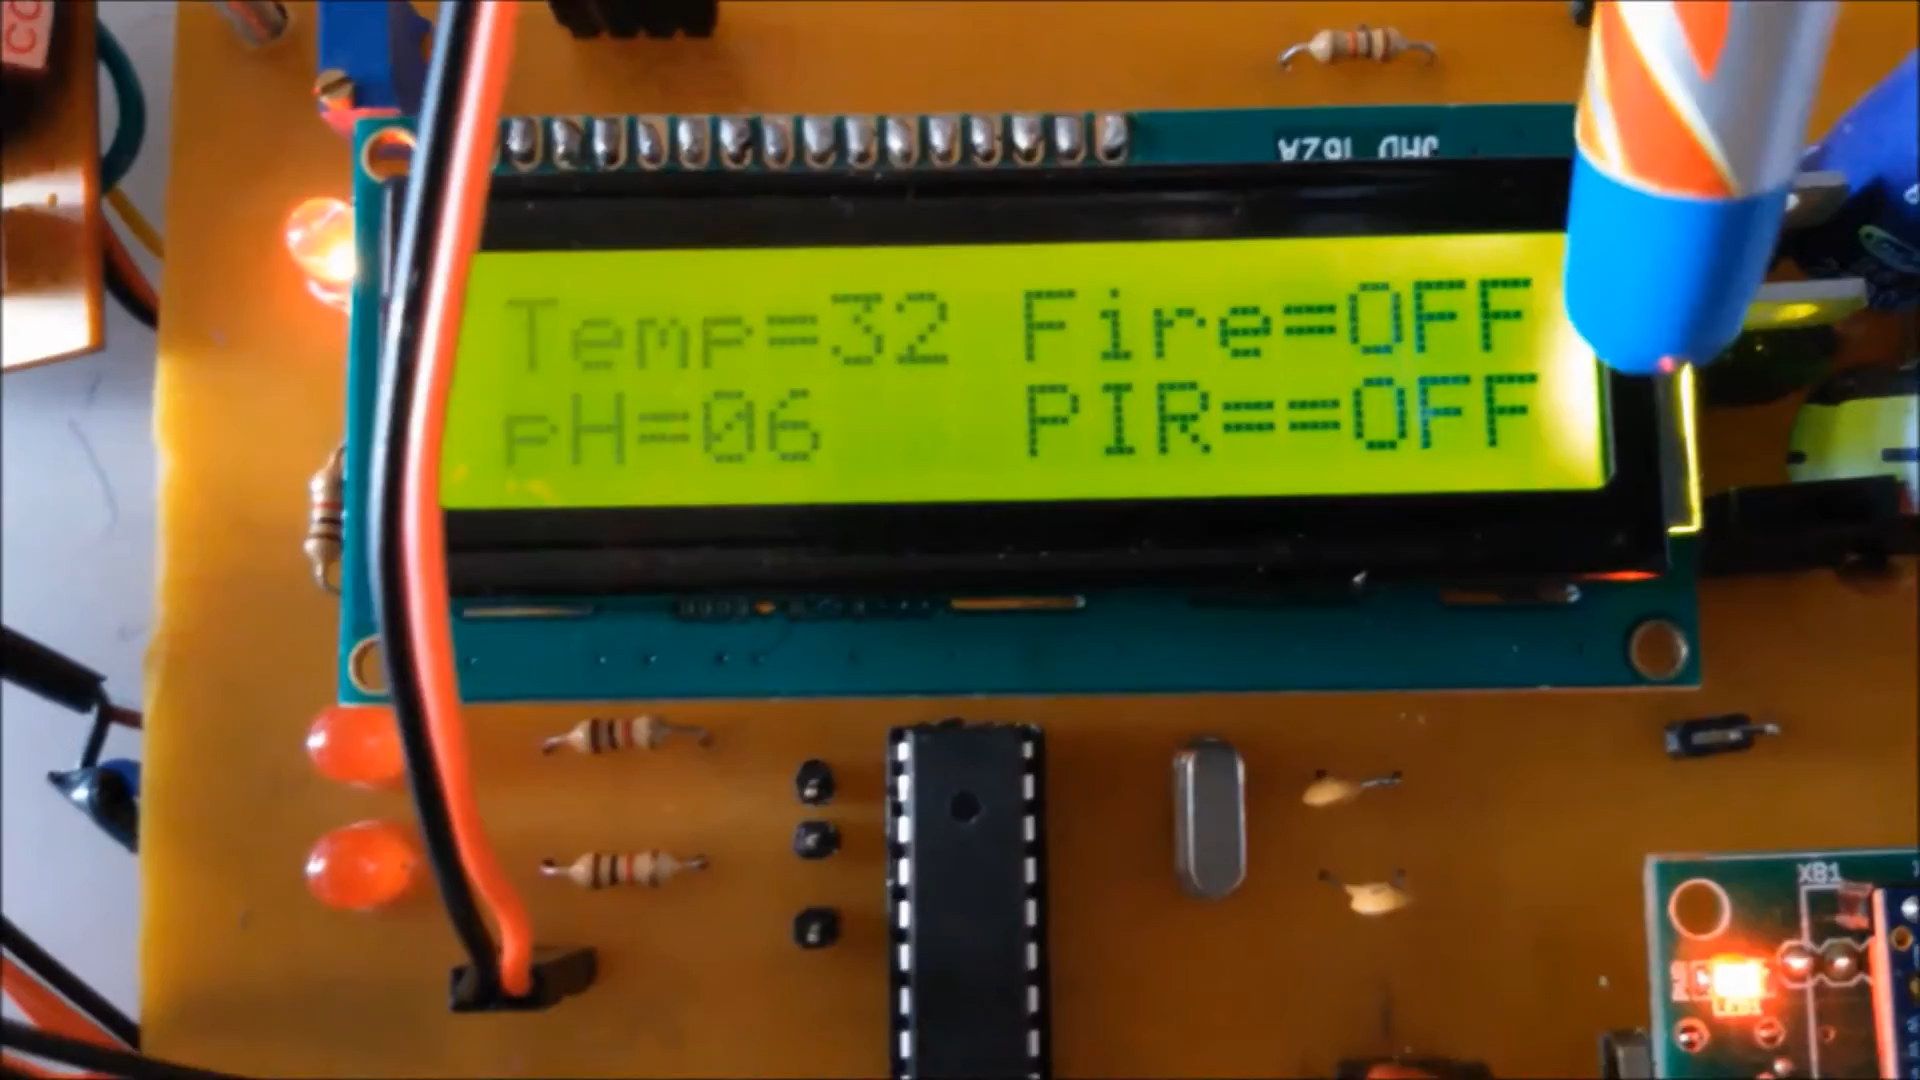 JHD 162A
Temp=32 Fire=OFF
pH=06 PIR==OFF
XB1